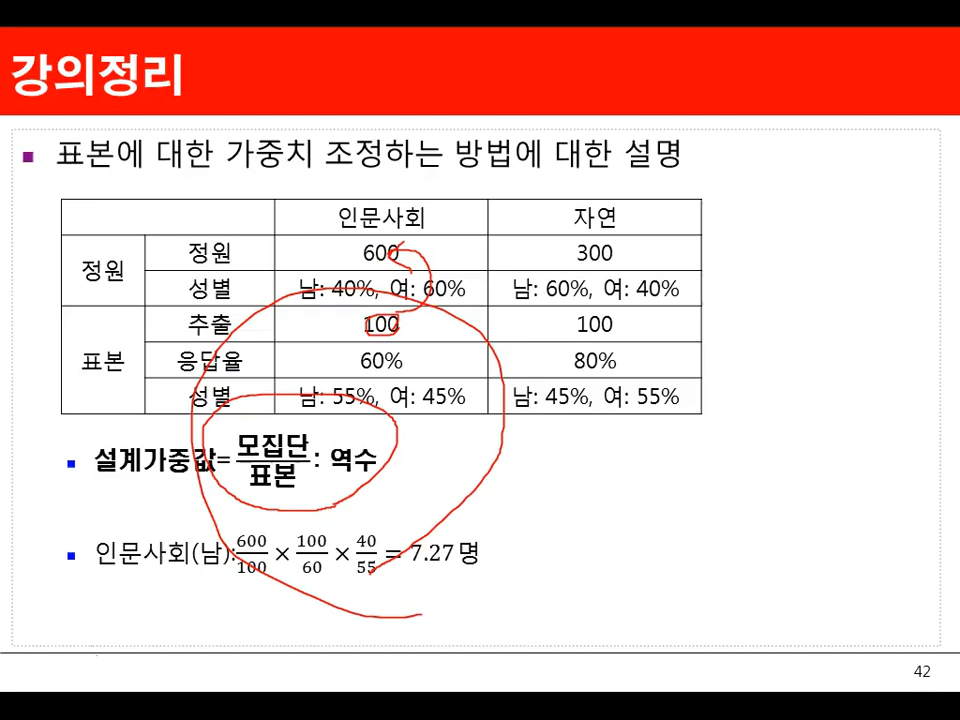 강의정리
표본에 대한 가중치 조정하는 방법에 대한 설명
인문사회 자연
정원 정원 600 300
성별 남: 40%, 여: 60% 남: 60%, 여: 40%
표본 추출 100 100
응답율 60% 80%
성별 남: 55%, 여: 45% 남: 45%, 여: 55%
설계가중값=모집단/표본: 역수
인문사회(남):600/100 × 100/60 × 40/55 = 7.27명
42